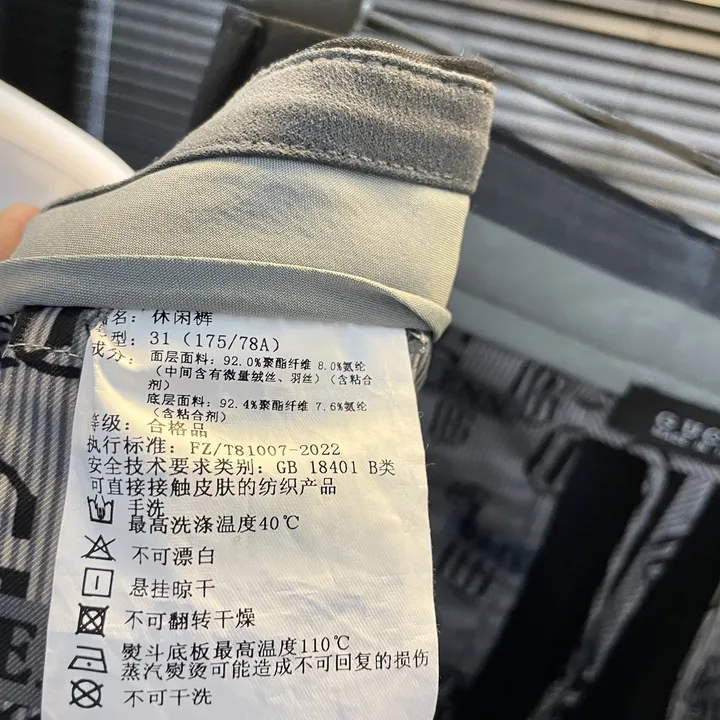 名: 休闲裤
型: 31 (175/78A)
成分: 面层面料: 92.0%聚酯纤维 8.0%氨纶
(中间含有微量绒丝、羽丝) (含粘合
剂)
底层面料: 92.4%聚酯纤维 7.6%氨纶
(含粘合剂)
等级: 合格品
执行标准: FZ/T81007-2022
安全技术要求类别: GB 18401 B类
可直接接触皮肤的纺织产品
手洗
最高洗涤温度40℃
不可漂白
悬挂晾干
不可翻转干燥
熨斗底板最高温度110℃
蒸汽熨烫可能造成不可回复的损伤
不可干洗